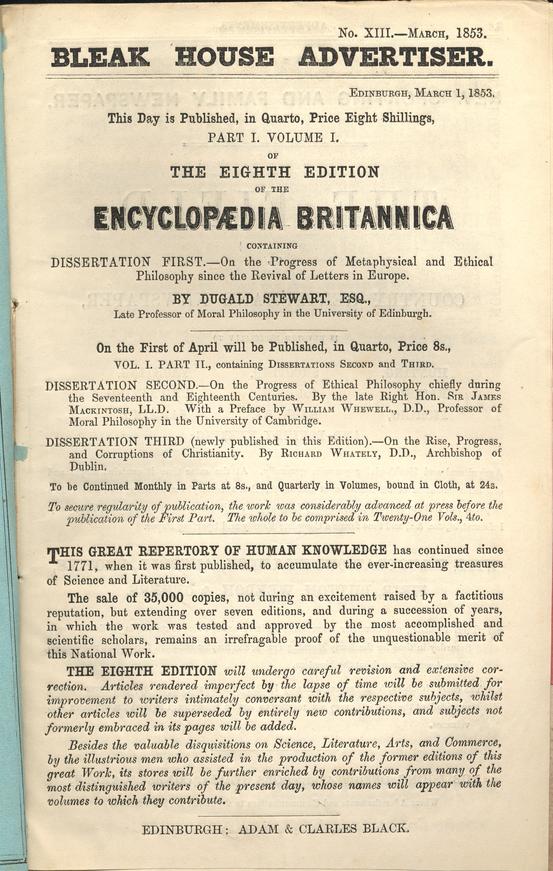 No. XIII.—March, 1853.
BLEAK HOUSE ADVERTISER.
Edinburgh, March 1, 1853.
This Day is Published, in Quarto, Price Eight Shillings,
PART I. VOLUME I.
OF
THE EIGHTH EDITION
OF THE
ENCYCLOPÆDIA BRITANNICA
CONTAINING
DISSERTATION FIRST.—On the Progress of Metaphysical and Ethical
Philosophy since the Revival of Letters in Europe.
BY DUGALD STEWART, ESQ.,
Late Professor of Moral Philosophy in the University of Edinburgh.
On the First of April will be Published, in Quarto, Price 8s.,
VOL. I. PART II., containing Dissertations Second and Third.
DISSERTATION SECOND.—On the Progress of Ethical Philosophy chiefly during
the Seventeenth and Eighteenth Centuries. By the late Right Hon. Sir James
Mackintosh, LL.D. With a Preface by William Whewell, D.D., Professor of
Moral Philosophy in the University of Cambridge.
DISSERTATION THIRD (newly published in this Edition).—On the Rise, Progress,
and Corruptions of Christianity. By Richard Whately, D.D., Archbishop of
Dublin.
To be Continued Monthly in Parts at 8s., and Quarterly in Volumes, bound in Cloth, at 24s.
To secure regularity of publication, the work was considerably advanced at press before the
publication of the First Part. The whole to be comprised in Twenty-One Vols., 4to.
THIS GREAT REPERTORY OF HUMAN KNOWLEDGE has continued since
1771, when it was first published, to accumulate the ever-increasing treasures
of Science and Literature.
The sale of 35,000 copies, not during an excitement raised by a factitious
reputation, but extending over seven editions, and during a succession of years,
in which the work was tested and approved by the most accomplished and
scientific scholars, remains an irrefragable proof of the unquestionable merit of
this National Work.
THE EIGHTH EDITION will undergo careful revision and extensive cor-
rection. Articles rendered imperfect by the lapse of time will be submitted for
improvement to writers intimately conversant with the respective subjects, whilst
other articles will be superseded by entirely new contributions, and subjects not
formerly embraced in its pages will be added.
Besides the valuable disquisitions on Science, Literature, Arts, and Commerce,
by the illustrious men who assisted in the production of the former editions of this
great Work, its stores will be further enriched by contributions from many of the
most distinguished writers of the present day, whose names will appear with the
volumes to which they contribute.
EDINBURGH: ADAM & CLARLES BLACK.